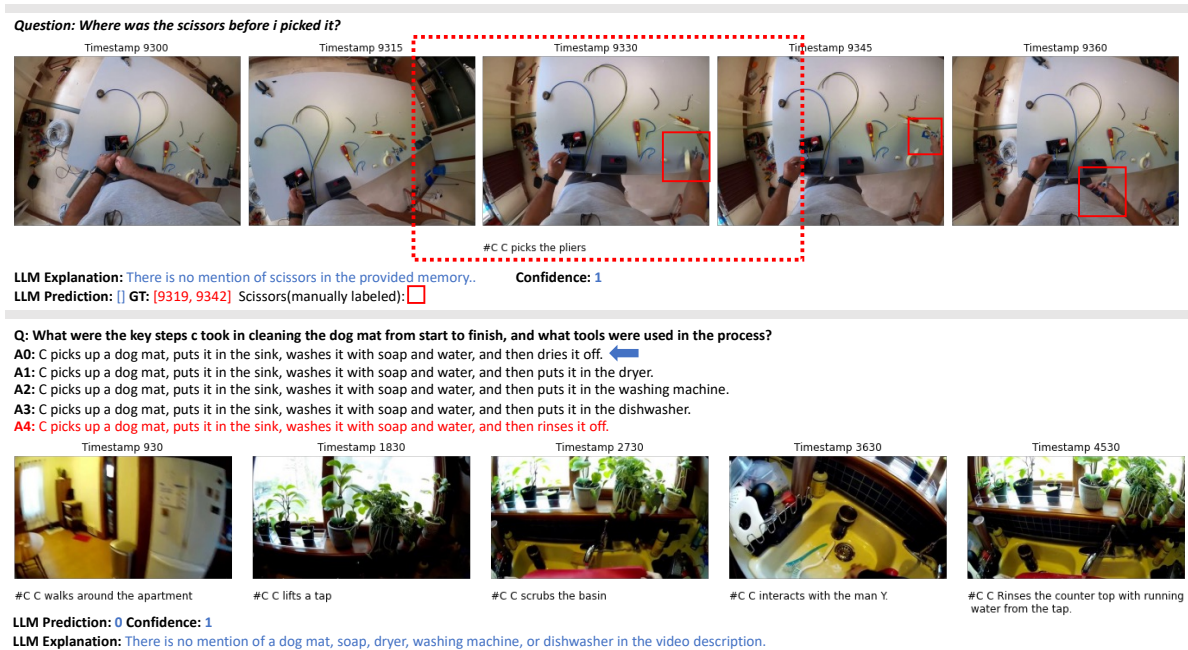 Question: Where was the scissors before i picked it?
Timestamp 9300 Timestamp 9315 Timestamp 9330 Timestamp 9345 Timestamp 9360
#C C picks the pliers
LLM Explanation: There is no mention of scissors in the provided memory.. Confidence: 1
LLM Prediction: [] GT: [9319, 9342] Scissors(manually labeled):
Q: What were the key steps c took in cleaning the dog mat from start to finish, and what tools were used in the process?
A0: C picks up a dog mat, puts it in the sink, washes it with soap and water, and then dries it off.
A1: C picks up a dog mat, puts it in the sink, washes it with soap and water, and then puts it in the dryer.
A2: C picks up a dog mat, puts it in the sink, washes it with soap and water, and then puts it in the washing machine.
A3: C picks up a dog mat, puts it in the sink, washes it with soap and water, and then puts it in the dishwasher.
A4: C picks up a dog mat, puts it in the sink, washes it with soap and water, and then rinses it off.
Timestamp 930 Timestamp 1830 Timestamp 2730 Timestamp 3630 Timestamp 4530
#C C walks around the apartment #C C lifts a tap #C C scrubs the basin #C C interacts with the man Y. #C C Rinses the counter top with running
water from the tap.
LLM Prediction: 0 Confidence: 1
LLM Explanation: There is no mention of a dog mat, soap, dryer, washing machine, or dishwasher in the video description.